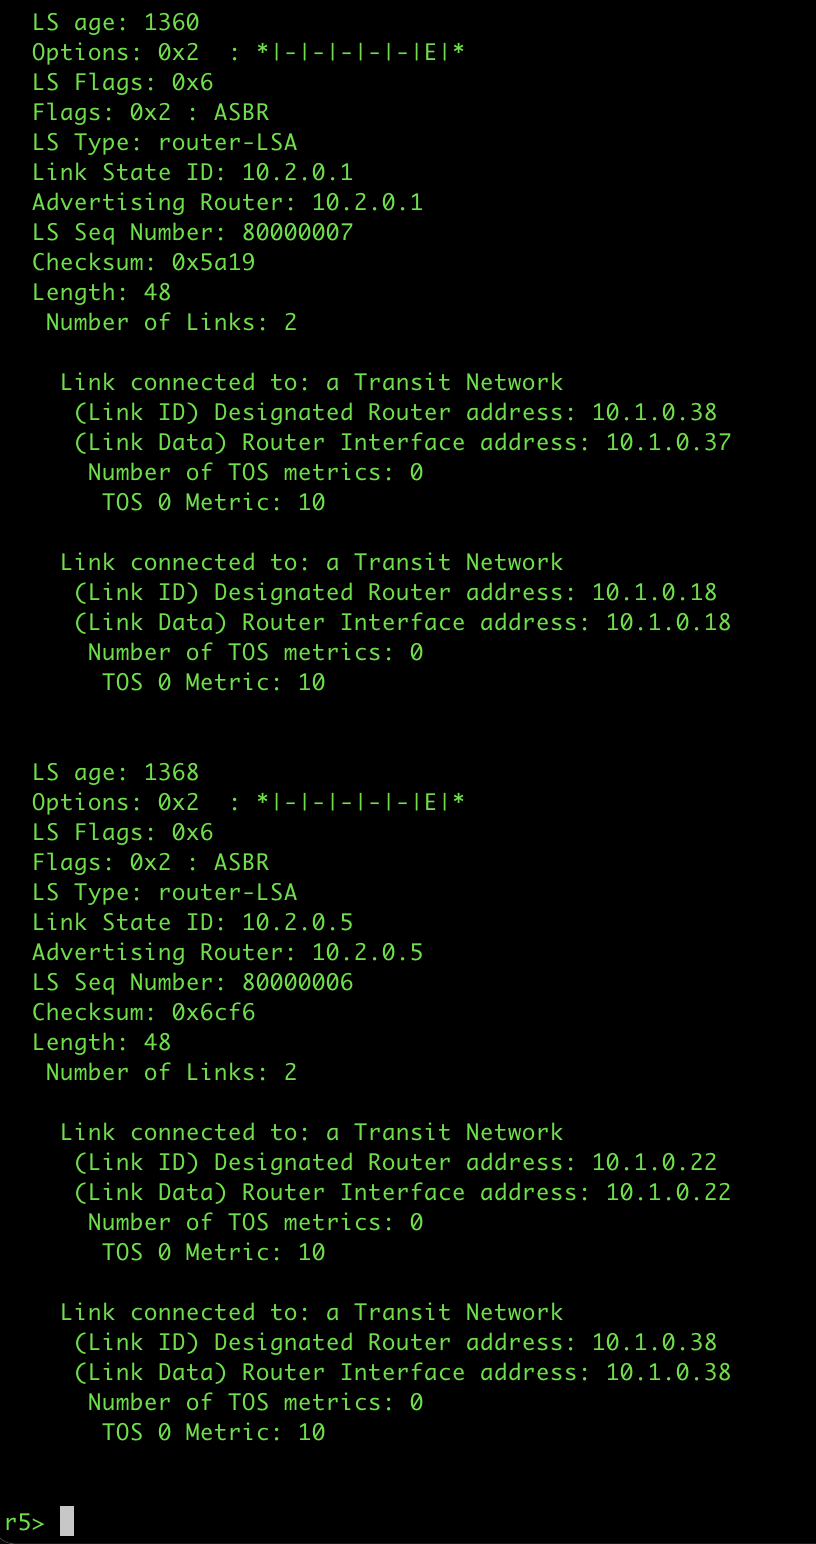 LS age: 1360
Options: 0x2  : *|-|-|-|-|-|E|*
LS Flags: 0x6
Flags: 0x2 : ASBR
LS Type: router-LSA
Link State ID: 10.2.0.1
Advertising Router: 10.2.0.1
LS Seq Number: 80000007
Checksum: 0x5a19
Length: 48
Number of Links: 2
Link connected to: a Transit Network
(Link ID) Designated Router address: 10.1.0.38
(Link Data) Router Interface address: 10.1.0.37
Number of TOS metrics: 0
TOS 0 Metric: 10
Link connected to: a Transit Network
(Link ID) Designated Router address: 10.1.0.18
(Link Data) Router Interface address: 10.1.0.18
Number of TOS metrics: 0
TOS 0 Metric: 10
LS age: 1368
Options: 0x2  : *|-|-|-|-|-|E|*
LS Flags: 0x6
Flags: 0x2 : ASBR
LS Type: router-LSA
Link State ID: 10.2.0.5
Advertising Router: 10.2.0.5
LS Seq Number: 80000006
Checksum: 0x6cf6
Length: 48
Number of Links: 2
Link connected to: a Transit Network
(Link ID) Designated Router address: 10.1.0.22
(Link Data) Router Interface address: 10.1.0.22
Number of TOS metrics: 0
TOS 0 Metric: 10
Link connected to: a Transit Network
(Link ID) Designated Router address: 10.1.0.38
(Link Data) Router Interface address: 10.1.0.38
Number of TOS metrics: 0
TOS 0 Metric: 10
r5>